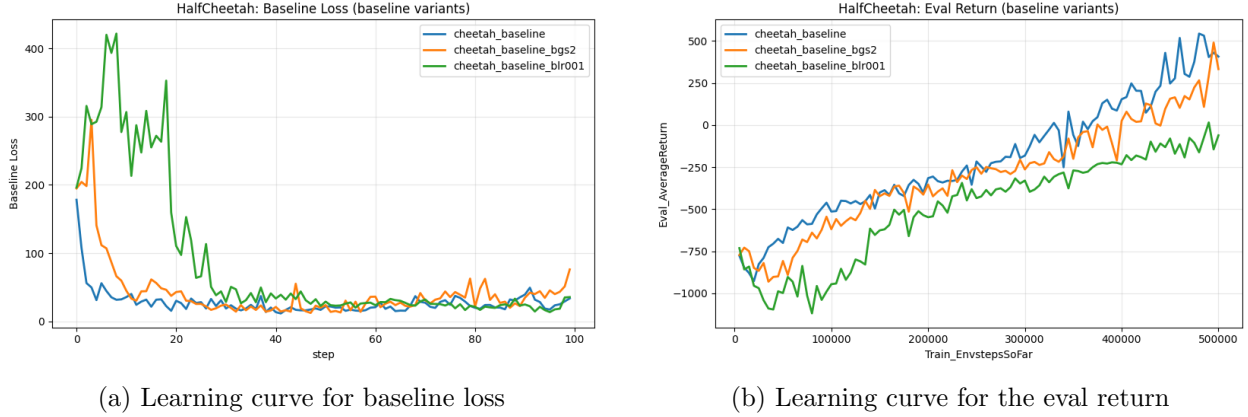 HalfCheetah: Baseline Loss (baseline variants)
cheetah_baseline
cheetah_baseline_bgs2
cheetah_baseline_blr001
400
300
200
100
0
Baseline Loss
0 20 40 60 80 100
step
(a) Learning curve for baseline loss
HalfCheetah: Eval Return (baseline variants)
cheetah_baseline
cheetah_baseline_bgs2
cheetah_baseline_blr001
500
250
0
−250
−500
−750
−1000
Eval_AverageReturn
0 100000 200000 300000 400000 500000
Train_EnvstepsSoFar
(b) Learning curve for the eval return